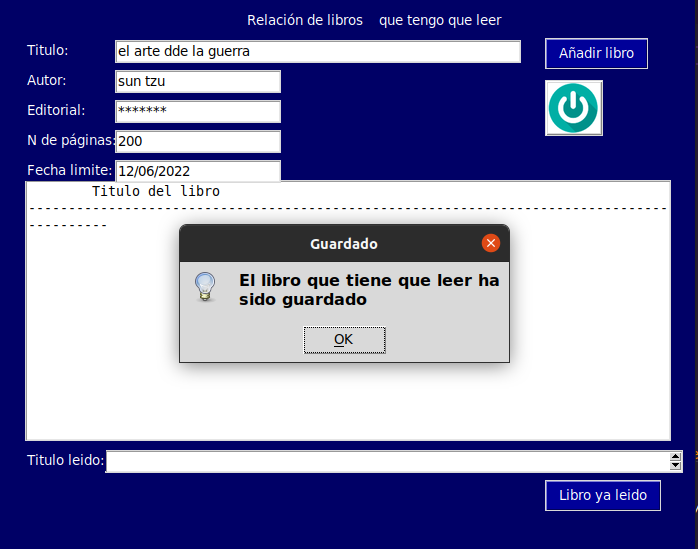 Relación de libros    que tengo que leer
Titulo: el arte dde la guerra
Añadir libro
Autor: sun tzu
Editorial: *******
N de páginas: 200
Fecha limite: 12/06/2022
Titulo del libro
---------------------------------------------------------------------------------
----------
Guardado
El libro que tiene que leer ha
sido guardado
OK
Titulo leido:
Libro ya leido